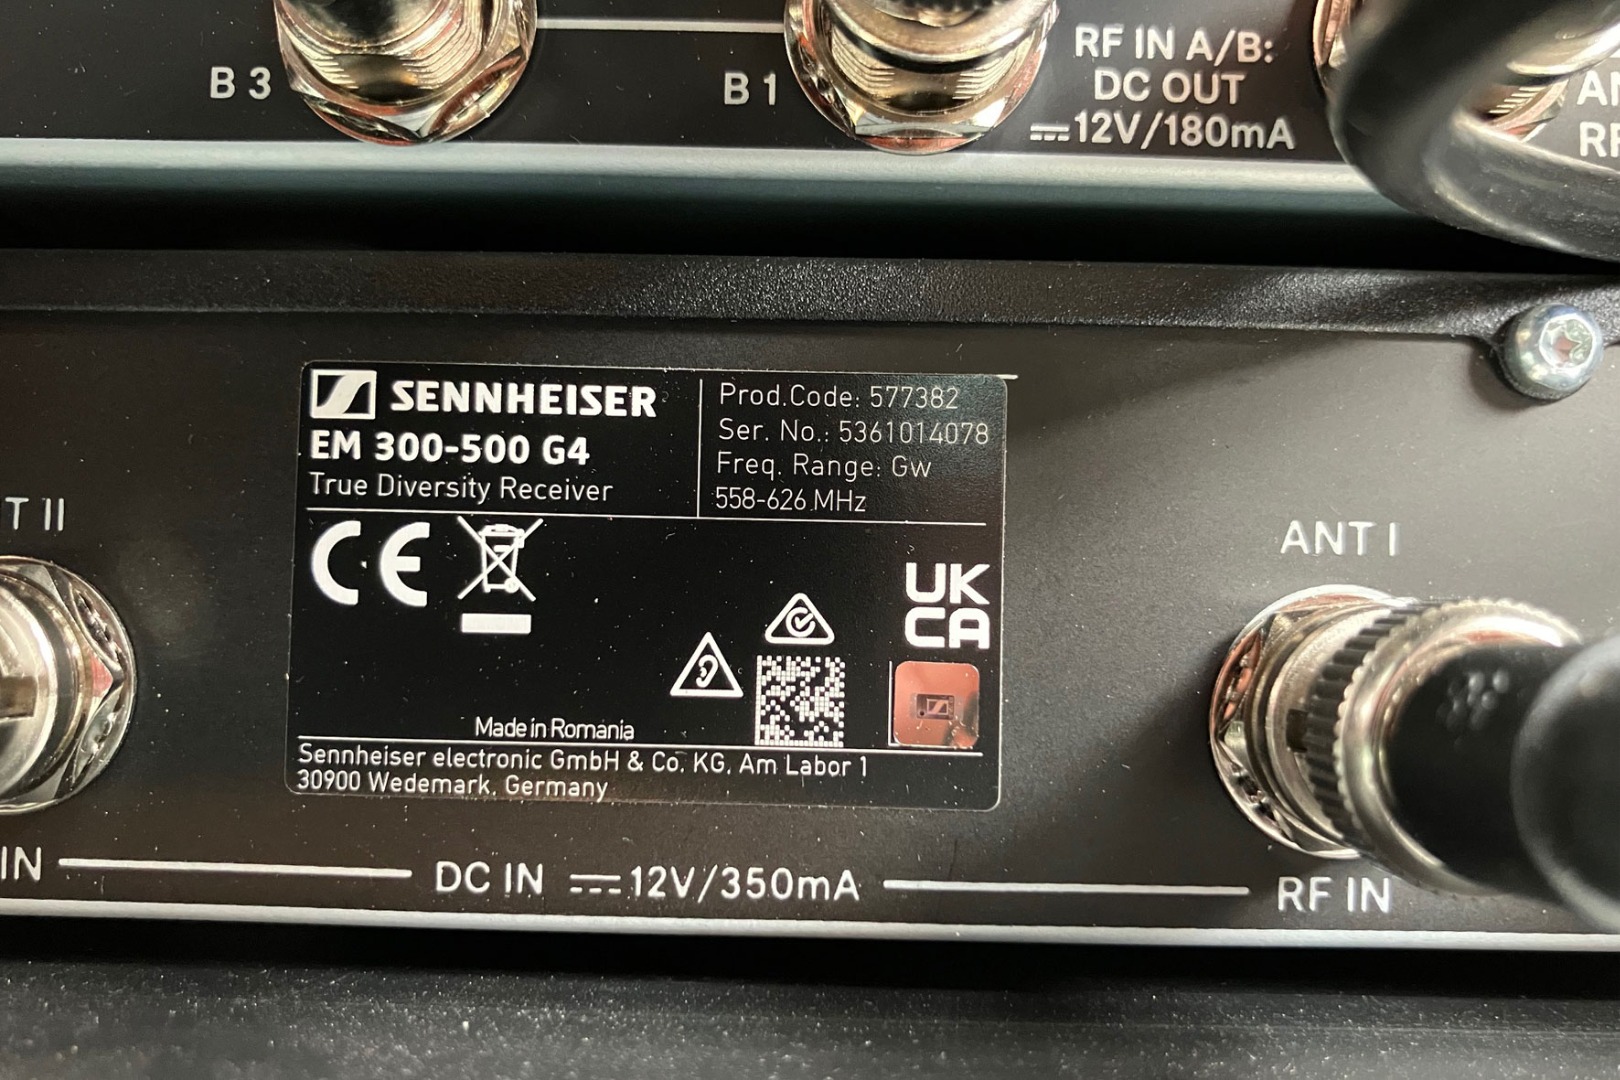 B 3
B 1
RF IN A/B:
DC OUT
12V/180mA
SENNHEISER
EM 300-500 G4
True Diversity Receiver
Prod.Code: 577382
Ser. No.: 5361014078
Freq. Range: Gw
558-626 MHz
CE
UK
CA
Made in Romania
Sennheiser electronic GmbH & Co. KG, Am Labor 1
30900 Wedemark, Germany
T II
ANT I
IN
DC IN 12V/350mA
RF IN